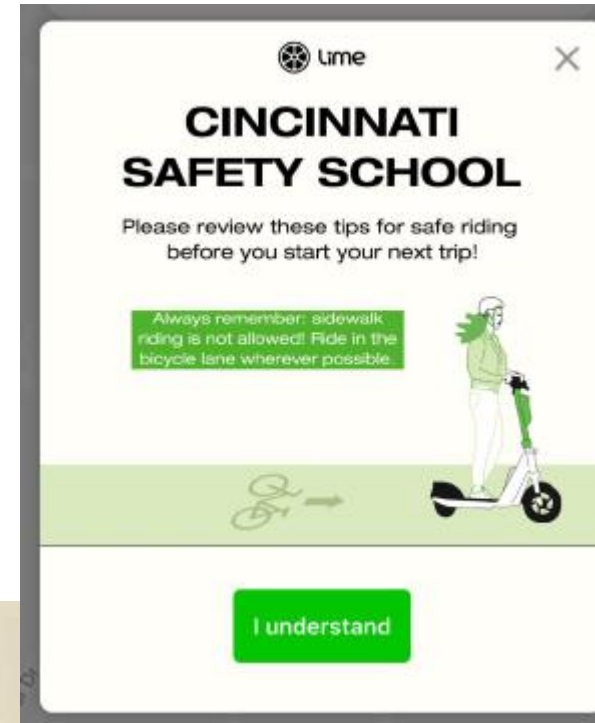 Lime
CINCINNATI
SAFETY SCHOOL
Please review these tips for safe riding
before you start your next trip!
Always remember: sidewalk
riding is not allowed! Ride in the
bicycle lane wherever possible.
I understand